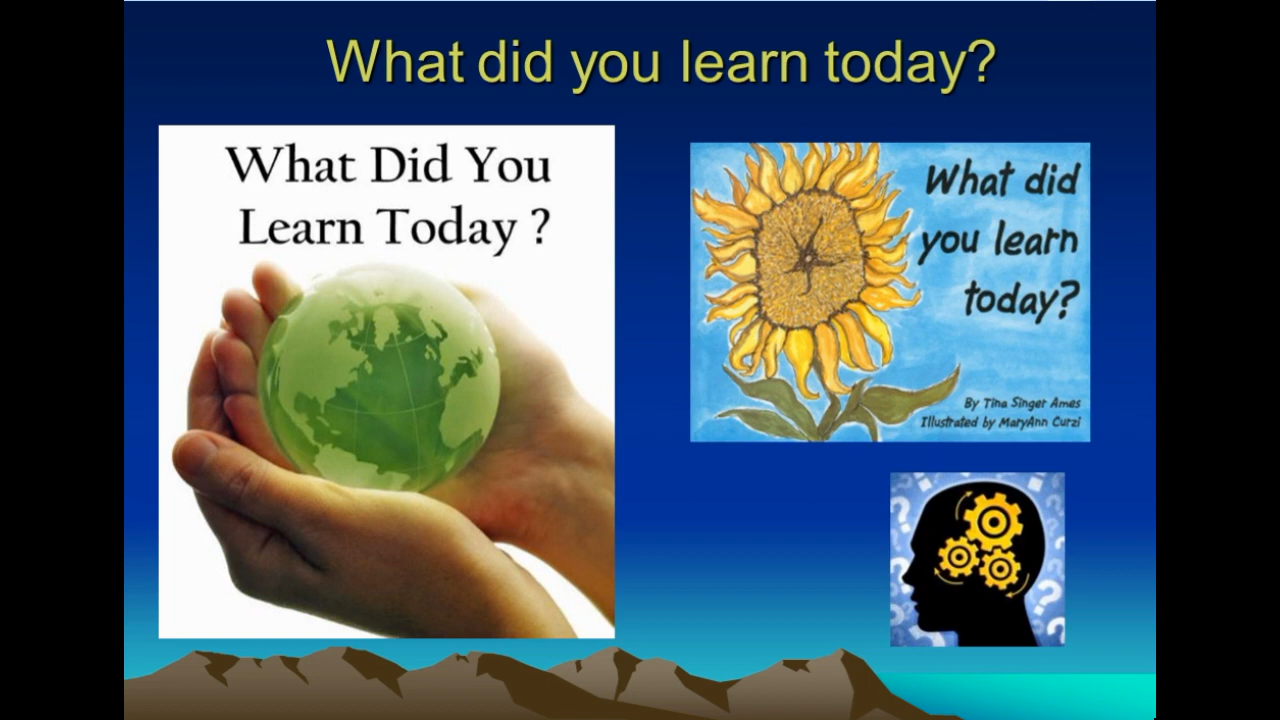 What did you learn today?
What Did You
Learn Today ?
What did
you learn
today?
By Tina Singer Ames
Illustrated by MaryAnn Curzi